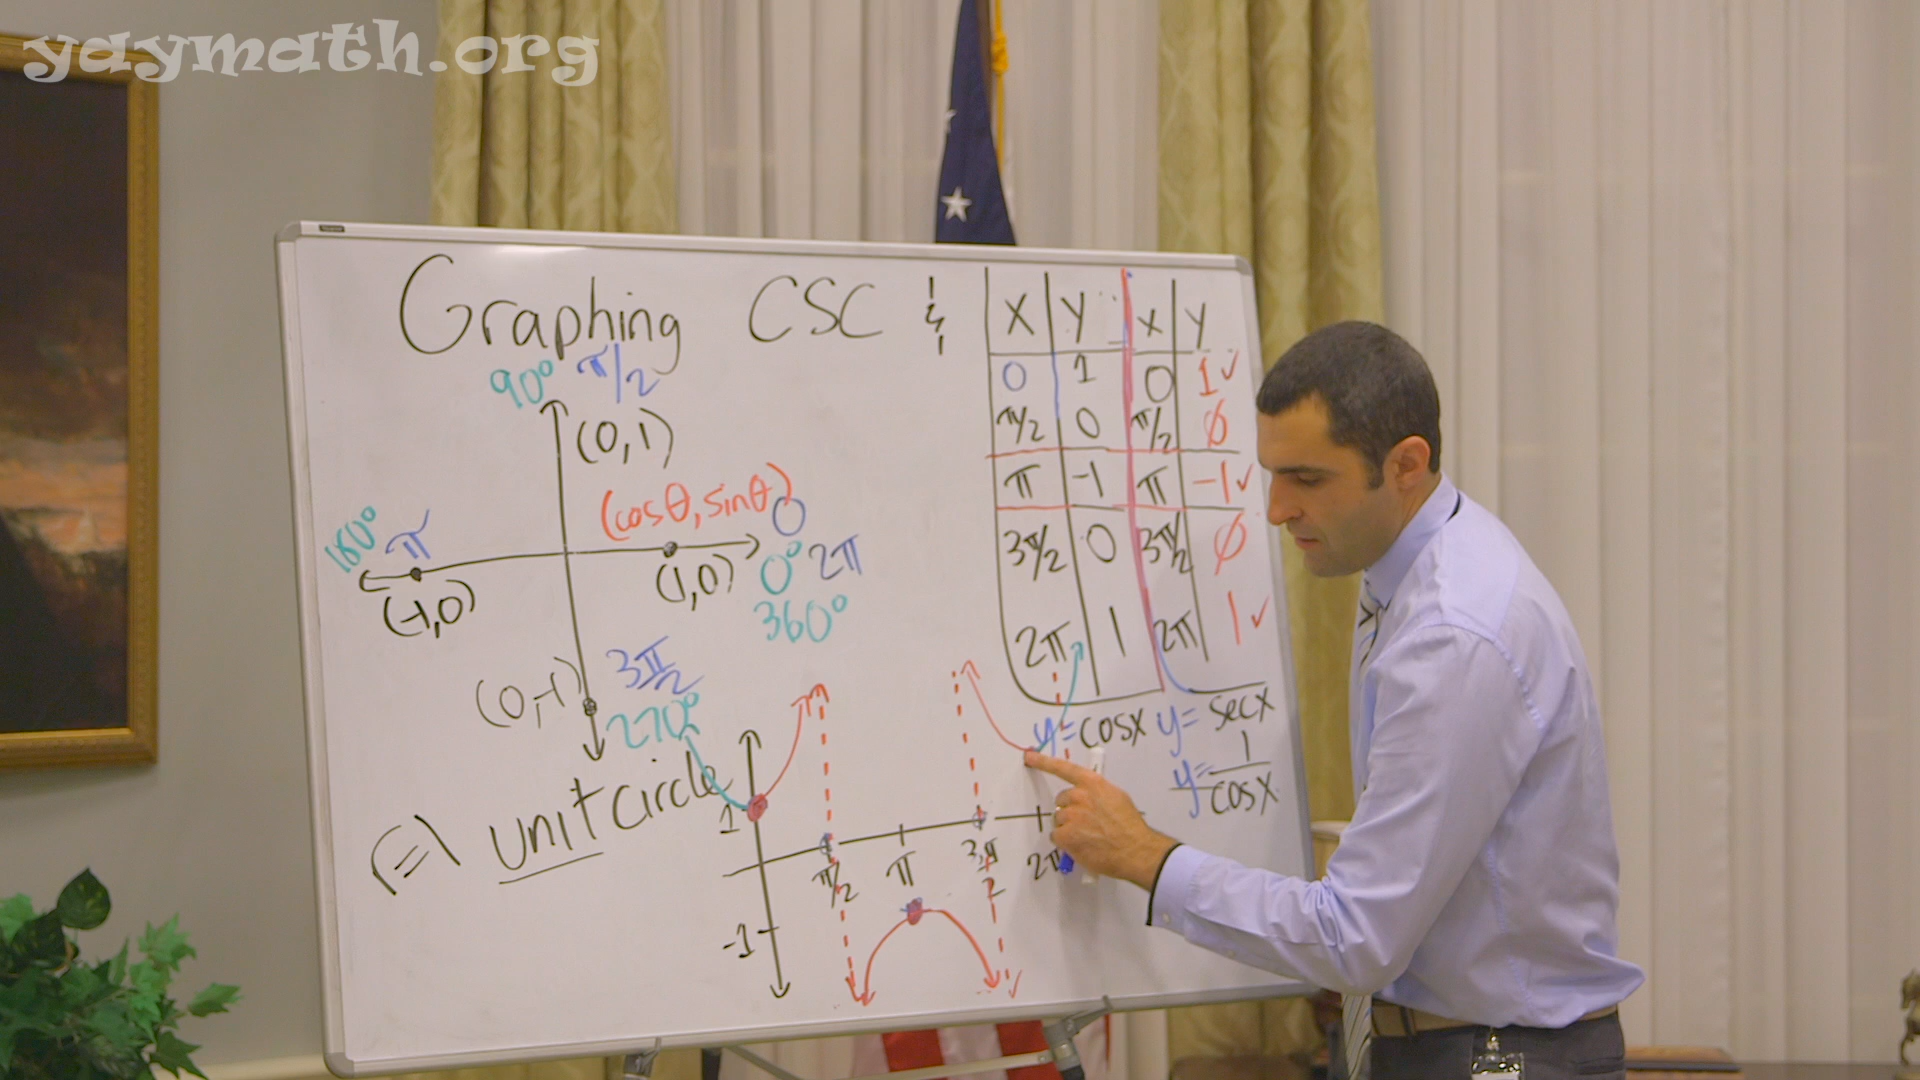 yaymath.org
Graphing CSC &
90° π/2
(0,1)
(cosθ, sinθ)
180° π
0
0° 2π
(-1,0)
(1,0)
360°
(0,-1)
3π/2
270°
r=1 unit circle
X Y X Y
0 1 0 1✓
π/2 0 π/2 ∅
π -1 π -1✓
3π/2 0 3π/2 ∅
2π 1 2π 1✓
y=cosx y=secx
y=1/cosx
1
π/2 π 3π/2 2π
-1